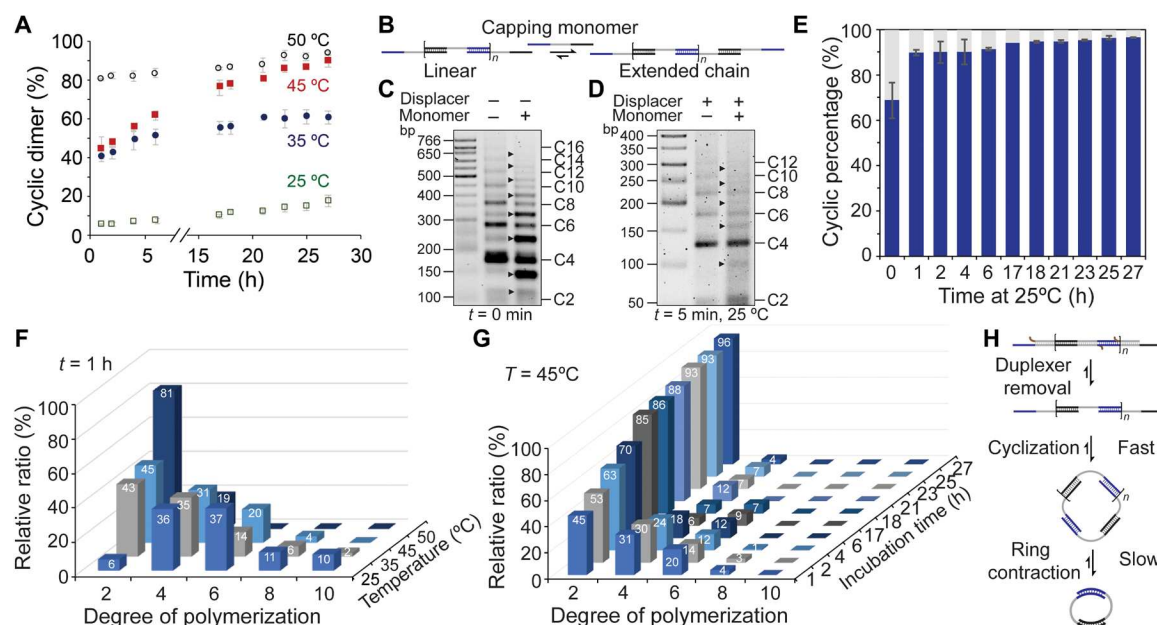 A
Cyclic dimer (%)
100
80
60
40
20
0
50 ºC
45 ºC
35 ºC
25 ºC
0
5
15
20
25
30
Time (h)
B
Capping monomer
n
n
Linear
Extended chain
C
Displacer – –
Monomer – +
bp
766
650
500
400
300
200
150
100
C16
C14
C12
C10
C8
C6
C4
C2
t = 0 min
D
Displacer + +
Monomer – +
bp
400
350
300
250
200
150
100
50
C12
C10
C8
C6
C4
C2
t = 5 min, 25 ºC
E
Cyclic percentage (%)
100
80
60
40
20
0
0 1 2 4 6 17 18 21 23 25 27
Time at 25ºC (h)
F
t = 1 h
Relative ratio (%)
100
80
60
40
20
0
81
45 31 19
43 35 14 20 6 4 2
6 36 37 11 10
2 4 6 8 10
Degree of polymerization
25 35 45 50
Temperature (ºC)
G
T = 45ºC
Relative ratio (%)
100
80
60
40
20
0
96
93
93
88
86
85
70
63
53
45
31 30 24 18 6 12 7 7 4
20 14 12 12 9 7
4 3
2 4 6 8 10
Degree of polymerization
1 2 4 6 17 18 21 23 25 27
Incubation time (h)
H
n
Duplexer
removal
n
Cyclization
Fast
n
Ring
contraction
Slow